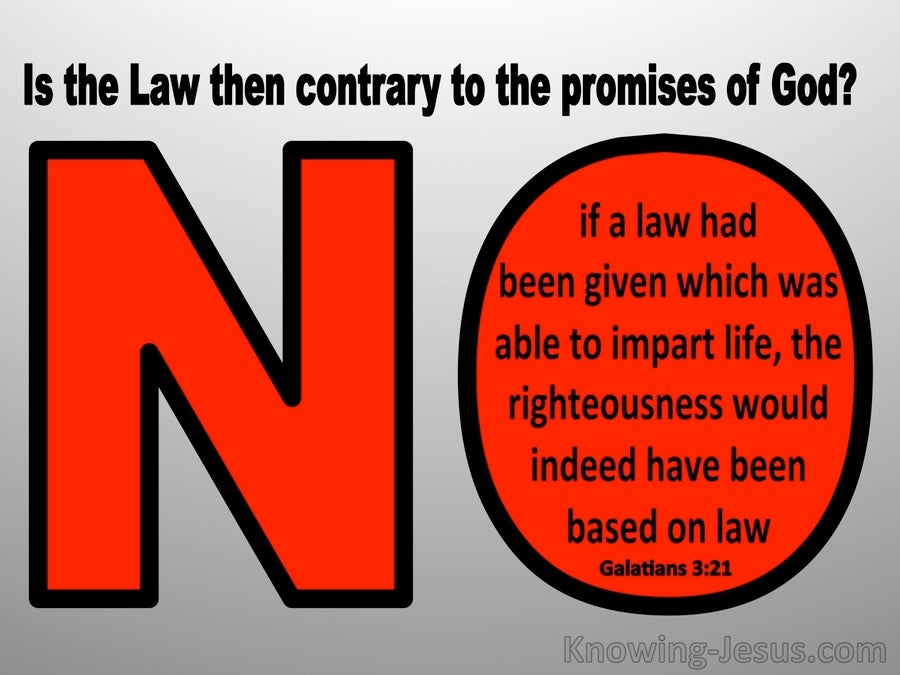 Is the Law then contrary to the promises of God?
NO
if a law had
been given which was
able to impart life, the
righteousness would
indeed have been
based on law
Galatians 3:21
Knowing-Jesus.com